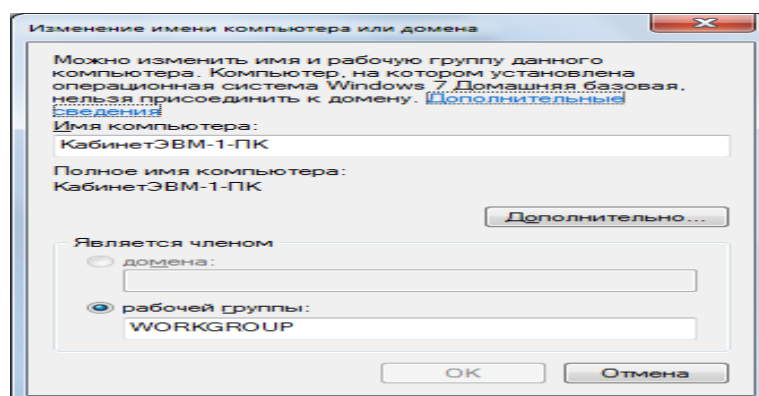 Изменение имени компьютера или домена
Можно изменить имя и рабочую группу данного
компьютера. Компьютер, на котором установлена
операционная система Windows 7 Домашняя базовая,
нельзя присоединить к домену. Дополнительные
сведения
Имя компьютера:
КабинетЭВМ-1-ПК
Полное имя компьютера:
КабинетЭВМ-1-ПК
Дополнительно...
Является членом
домена:
рабочей группы:
WORKGROUP
ОК
Отмена